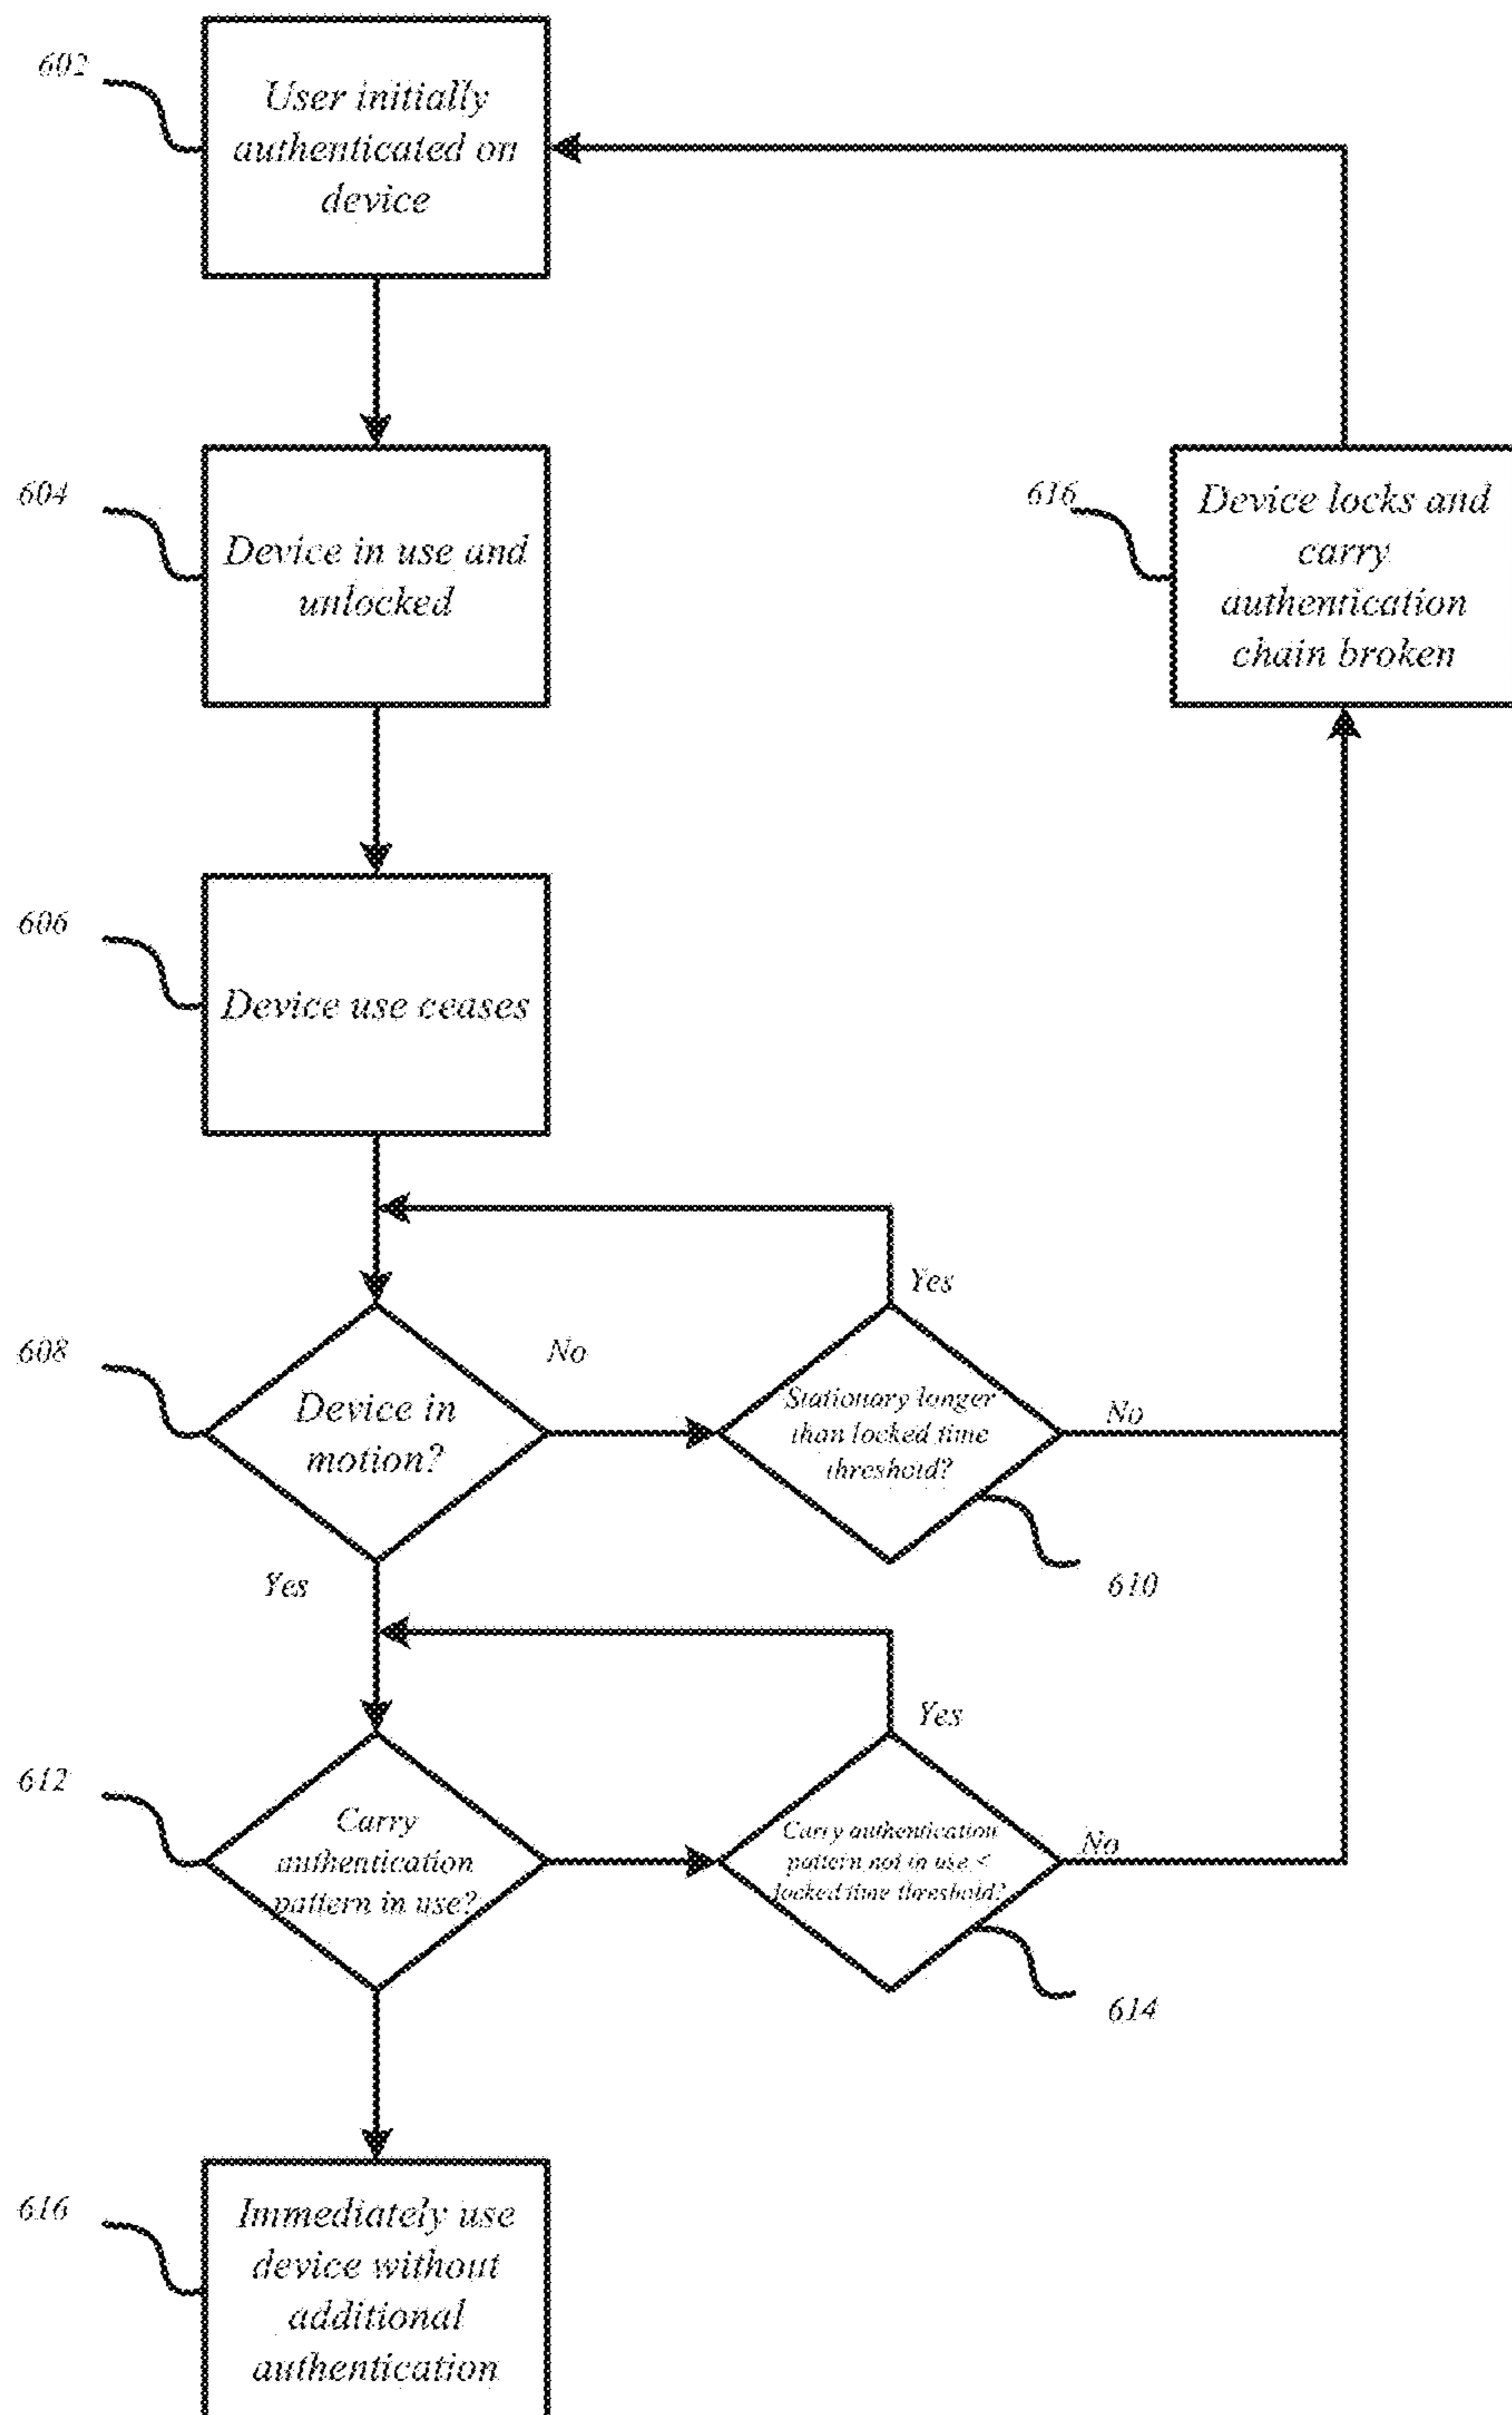 602
User initially
authenticated on
device
604
Device in use and
unlocked
616
Device locks and
carry
authentication
chain broken
606
Device use ceases
608
Device in
motion?
No
Yes
Stationary longer
than locked time
threshold?
Yes
No
610
612
Carry
authentication
pattern in use?
Carry authentication
pattern not in use <
locked time threshold?
Yes
No
614
616
Immediately use
device without
additional
authentication